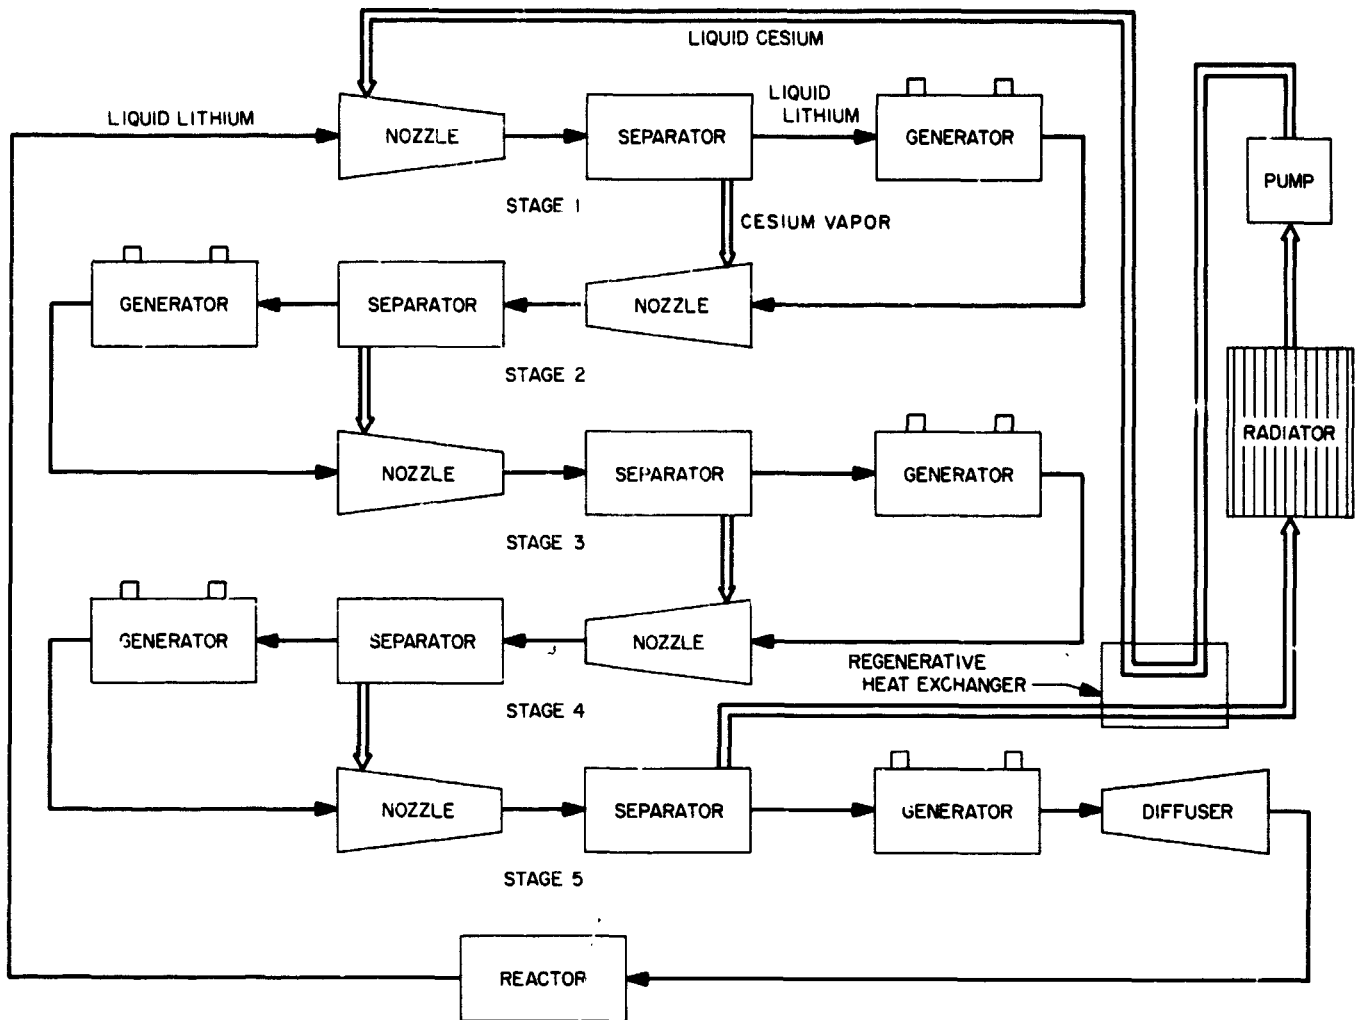 LIQUID CESIUM
LIQUID LITHIUM
NOZZLE
SEPARATOR
LIQUID
LITHIUM
GENERATOR
PUMP
STAGE 1
CESIUM VAPOR
GENERATOR
SEPARATOR
NOZZLE
STAGE 2
RADIATOR
NOZZLE
SEPARATOR
GENERATOR
STAGE 3
GENERATOR
SEPARATOR
NOZZLE
REGENERATIVE
HEAT EXCHANGER
STAGE 4
NOZZLE
SEPARATOR
GENERATOR
DIFFUSER
STAGE 5
REACTOR